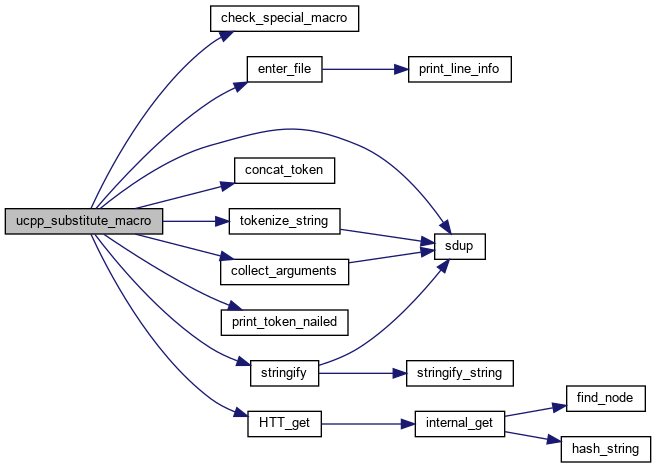 check_special_macro
enter_file
print_line_info
concat_token
ucpp_substitute_macro
tokenize_string
sdup
collect_arguments
print_token_nailed
stringify
stringify_string
find_node
HTT_get
internal_get
hash_string